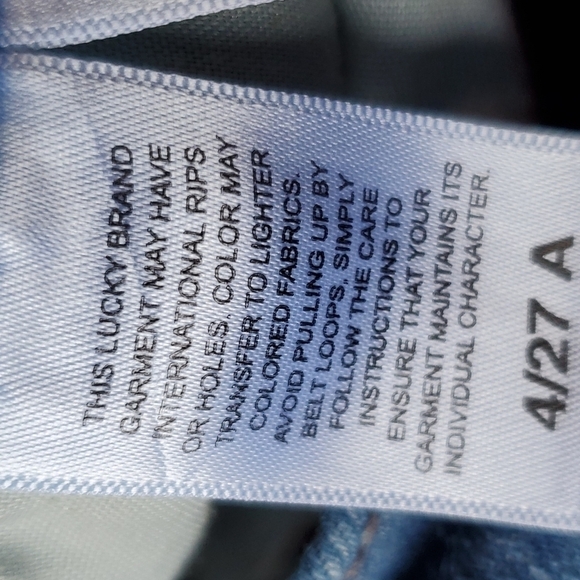 THIS LUCKY BRAND
GARMENT MAY HAVE
INTERNATIONAL RIPS
OR HOLES. COLOR MAY
TRANSFER TO LIGHTER
COLORED FABRICS.
AVOID PULLING UP BY
BELT LOOPS. SIMPLY
FOLLOW THE CARE
INSTRUCTIONS TO
ENSURE THAT YOUR
GARMENT MAINTAINS ITS
INDIVIDUAL CHARACTER.
4/27 A